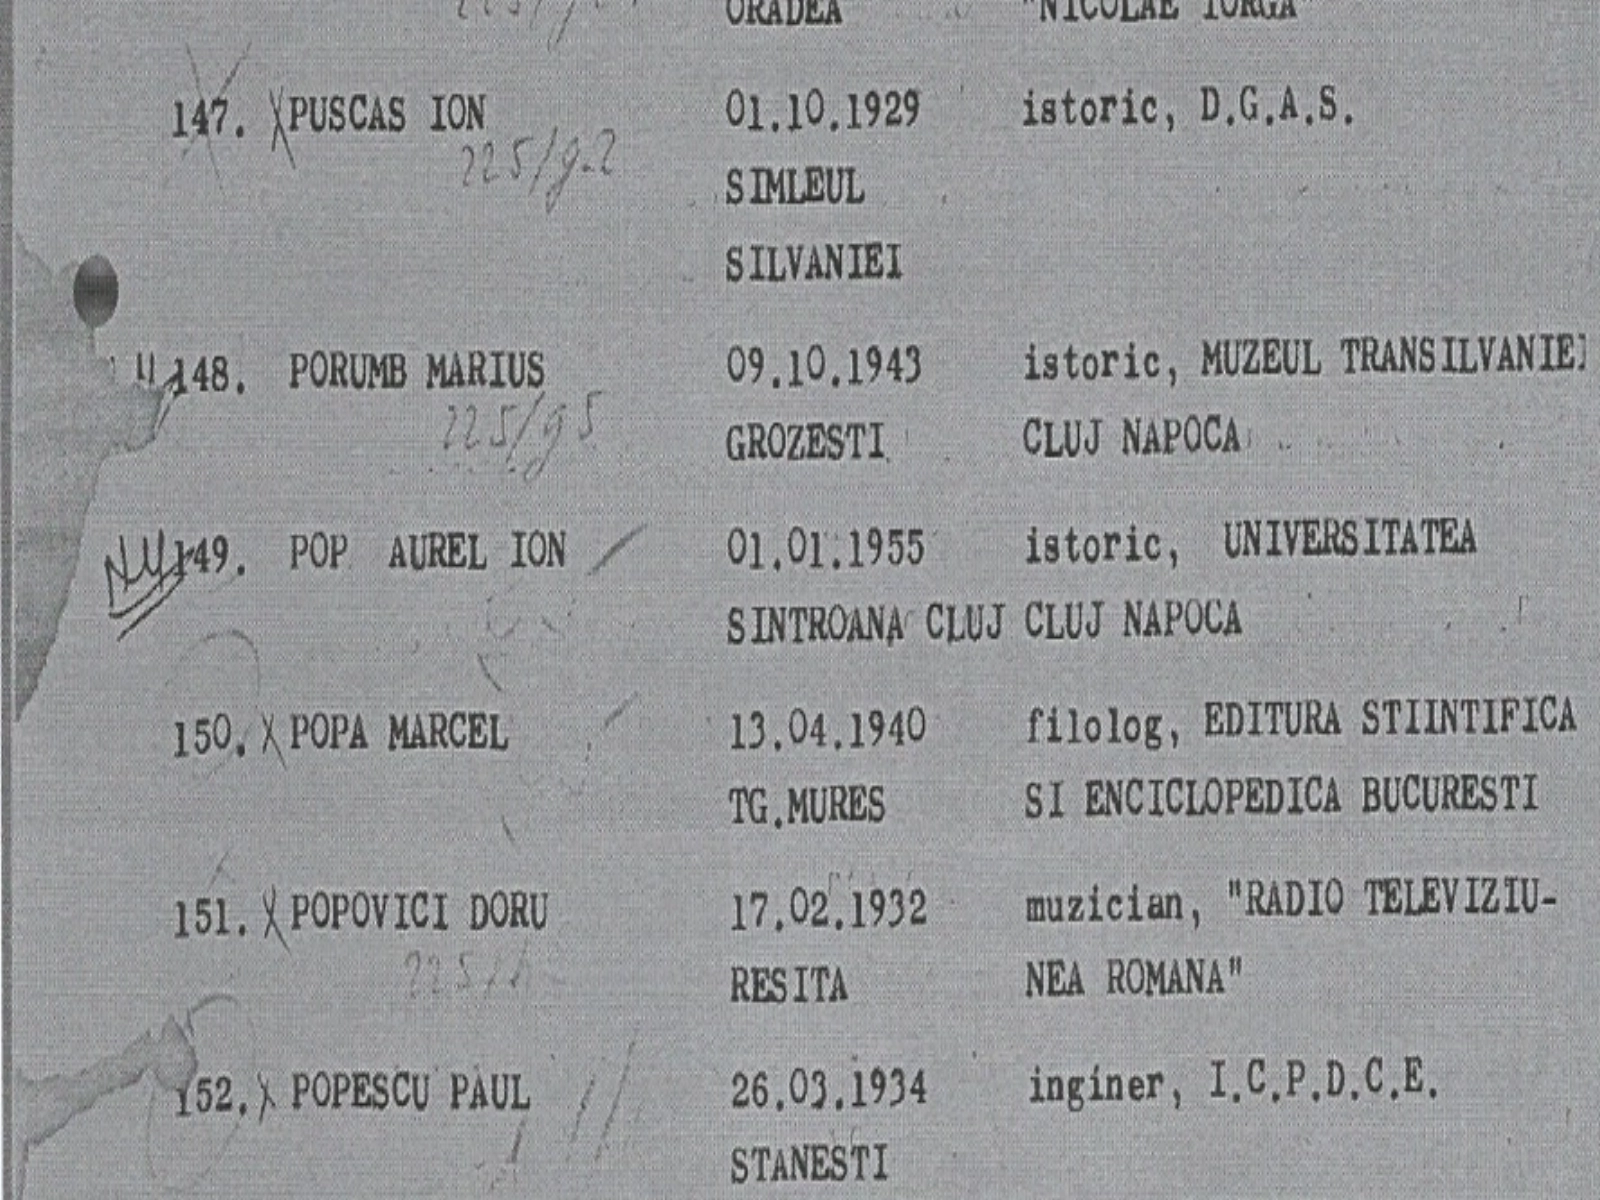 ORADEA "NICOLAE IORGA"
147. X PUSCAS ION 01.10.1929 istoric, D.G.A.S.
225/g-2
SIMLEUL
SILVANIEI
148. PORUMB MARIUS 09.10.1943 istoric, MUZEUL TRANSILVANIEI
225/g5 GROZESTI CLUJ NAPOCA
NU 149. POP AUREL ION 01.01.1955 istoric, UNIVERSITATEA
SINTROANA CLUJ CLUJ NAPOCA
150. X POPA MARCEL 13.04.1940 filolog, EDITURA STIINTIFICA
TG.MURES SI ENCICLOPEDICA BUCURESTI
151. X POPOVICI DORU 17.02.1932 muzician, "RADIO TELEVIZIU-
RESITA NEA ROMANA"
152. X POPESCU PAUL 26.03.1934 inginer, I.C.P.D.C.E.
STANESTI